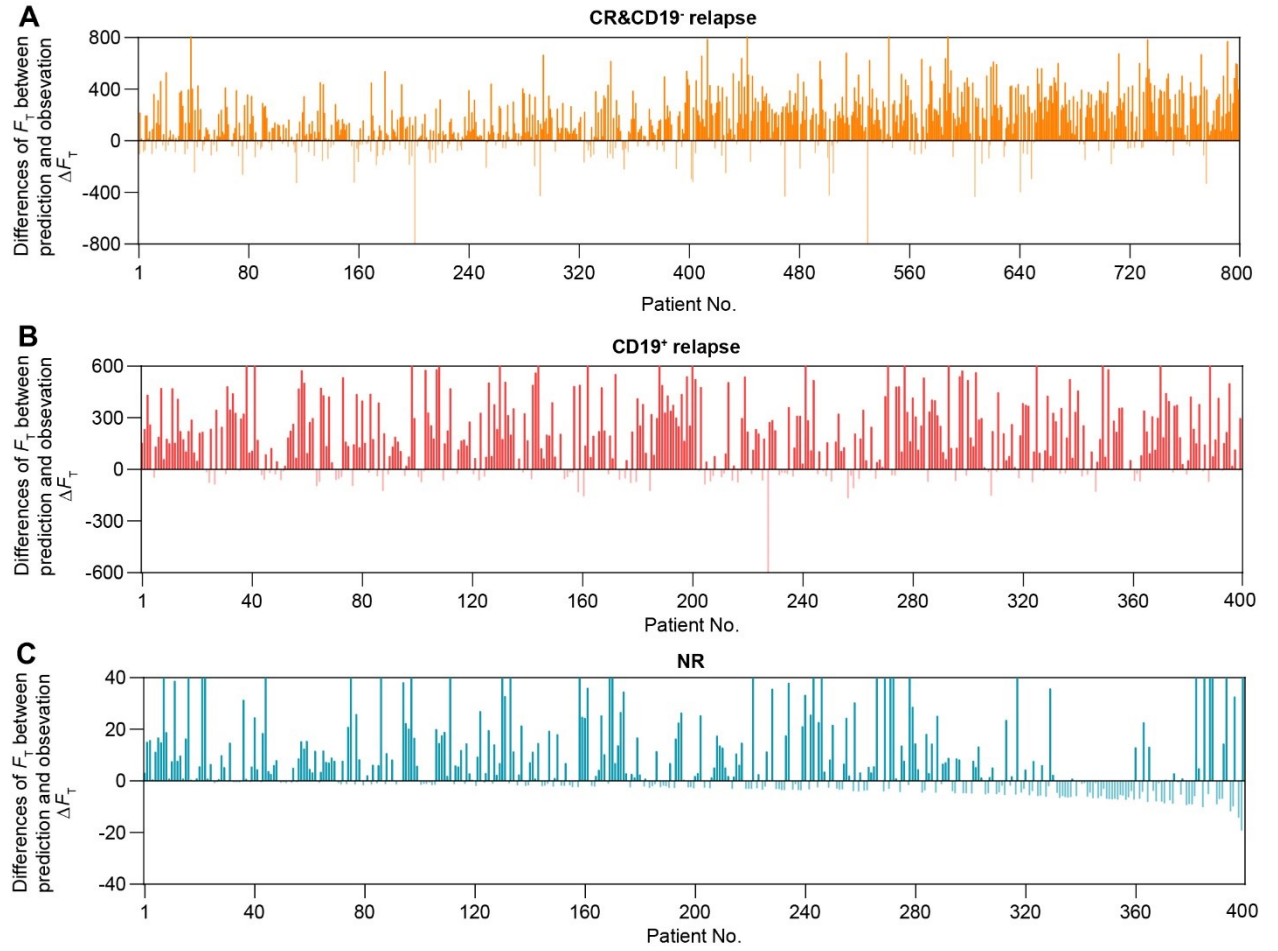 A
CR&CD19⁻ relapse
Differences of F_T between
prediction and obsevation
ΔF_T
800
400
0
-400
-800
1 80 160 240 320 400 480 560 640 720 800
Patient No.
B
CD19⁺ relapse
Differences of F_T between
prediction and obsevation
ΔF_T
600
300
0
-300
-600
1 40 80 120 160 200 240 280 320 360 400
Patient No.
C
NR
Differences of F_T between
prediction and obsevation
ΔF_T
40
20
0
-20
-40
1 40 80 120 160 200 240 280 320 360 400
Patient No.